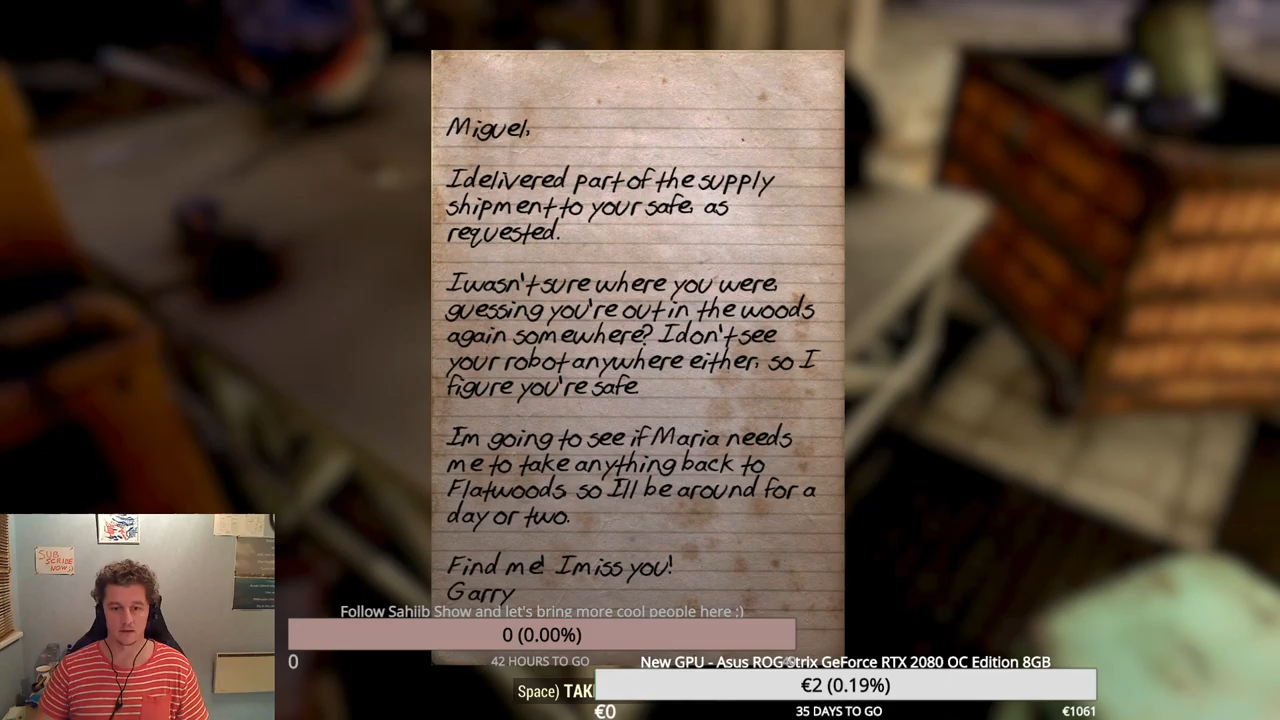 Miguel,
I delivered part of the supply
shipment to your safe, as
requested.
I wasn't sure where you were,
guessing you're out in the woods
again somewhere? I don't see
your robot anywhere either, so I
figure you're safe.
I'm going to see if Maria needs
me to take anything back to
Flatwoods, so I'll be around for a
day or two.
Find me! I miss you!
Garry
SUB
SCRIBE
NOW ;)
Follow Sahiib Show and let's bring more cool people here ;)
0 (0.00%)
0
42 HOURS TO GO
New GPU - Asus ROG Strix GeForce RTX 2080 OC Edition 8GB
Space) TAK
€2 (0.19%)
€0
35 DAYS TO GO
€1061